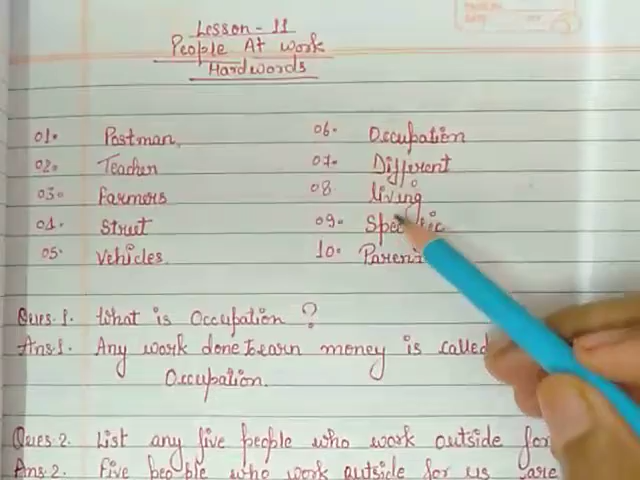 Lesson - 11
People At work
Hardwords
01. Postman
02. Teacher
03. Farmers
04. Street
05. Vehicles
06. Occupation
07. Different
08. living
09.
10.
Ques. 1. What is Occupation ?
Ans. 1. Any work done to earn money is called
Occupation.
Ques. 2. List any five people who work outside for
Ans. 2. Five people who work outside for us are